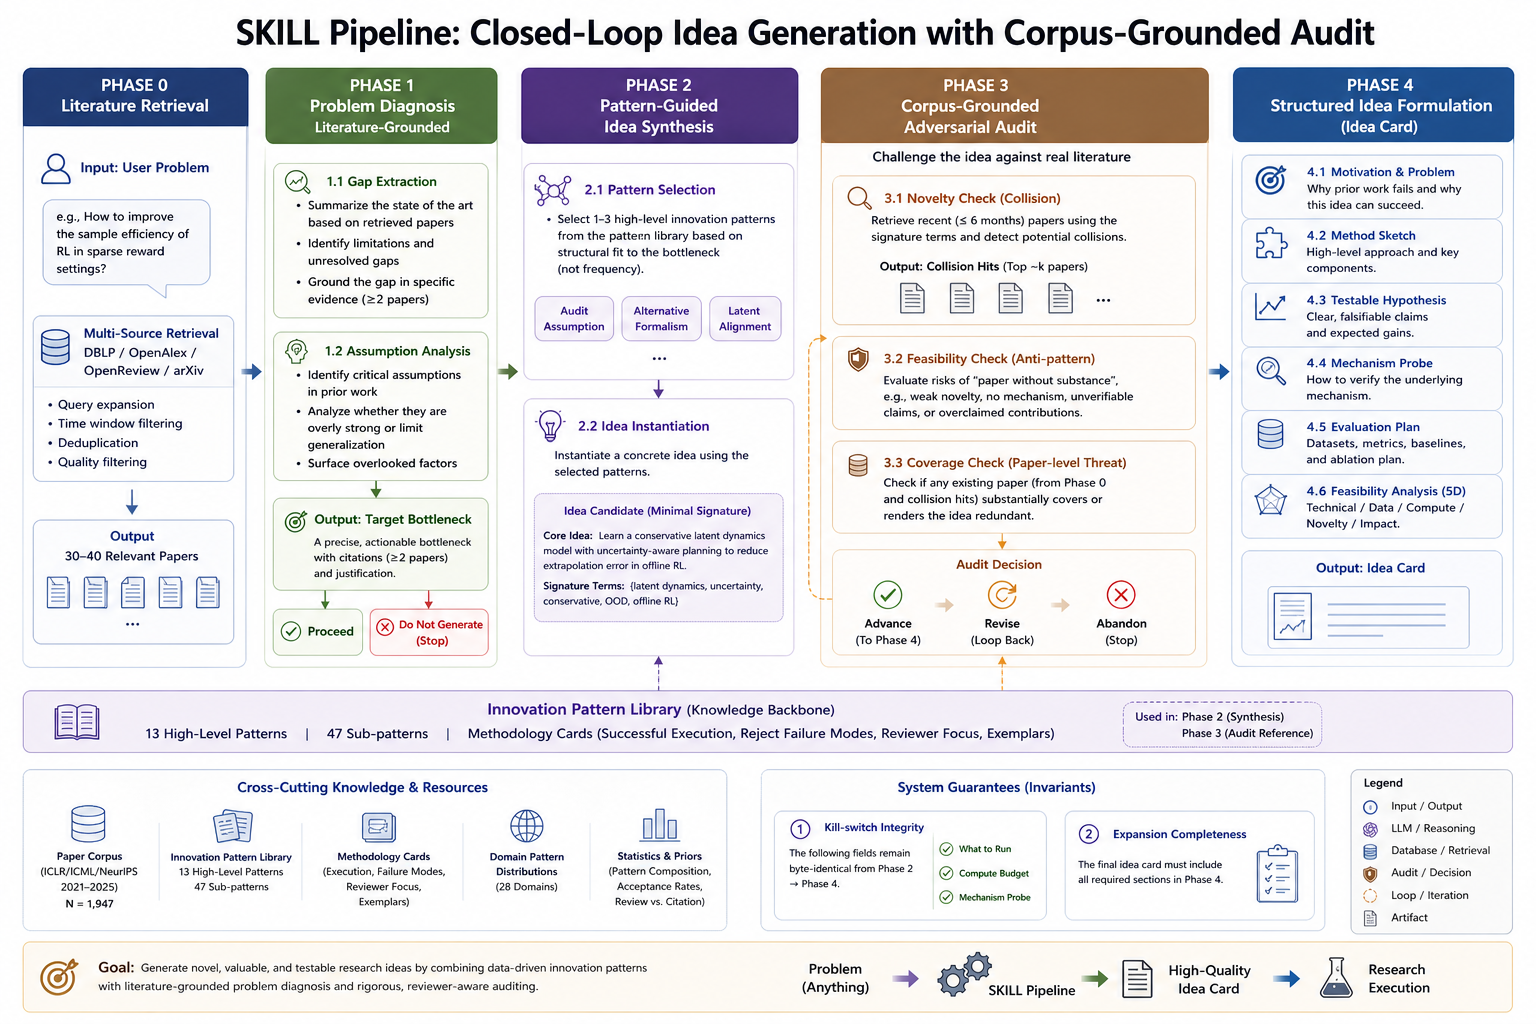 SKILL Pipeline: Closed-Loop Idea Generation with Corpus-Grounded Audit
PHASE 0
Literature Retrieval
Input: User Problem
e.g., How to improve
the sample efficiency of
RL in sparse reward
settings?
Multi-Source Retrieval
DBLP / OpenAlex /
OpenReview / arXiv
• Query expansion
• Time window filtering
• Deduplication
• Quality filtering
Output
30–40 Relevant Papers
...
PHASE 1
Problem Diagnosis
Literature-Grounded
1.1 Gap Extraction
• Summarize the state of the art
based on retrieved papers
• Identify limitations and
unresolved gaps
• Ground the gap in specific
evidence (≥2 papers)
1.2 Assumption Analysis
• Identify critical assumptions
in prior work
• Analyze whether they are
overly strong or limit
generalization
• Surface overlooked factors
Output: Target Bottleneck
A precise, actionable bottleneck
with citations (≥2 papers)
and justification.
Proceed
Do Not Generate
(Stop)
PHASE 2
Pattern-Guided
Idea Synthesis
2.1 Pattern Selection
• Select 1–3 high-level innovation patterns
from the pattern library based on
structural fit to the bottleneck
(not frequency).
Audit
Assumption
Alternative
Formalism
Latent
Alignment
...
2.2 Idea Instantiation
Instantiate a concrete idea using the
selected patterns.
Idea Candidate (Minimal Signature)
Core Idea: Learn a conservative latent dynamics
model with uncertainty-aware planning to reduce
extrapolation error in offline RL.
Signature Terms: {latent dynamics, uncertainty,
conservative, OOD, offline RL}
PHASE 3
Corpus-Grounded
Adversarial Audit
Challenge the idea against real literature
3.1 Novelty Check (Collision)
Retrieve recent (≤ 6 months) papers using the
signature terms and detect potential collisions.
Output: Collision Hits (Top ~k papers)
...
3.2 Feasibility Check (Anti-pattern)
Evaluate risks of “paper without substance”,
e.g., weak novelty, no mechanism, unverifiable
claims, or overclaimed contributions.
3.3 Coverage Check (Paper-level Threat)
Check if any existing paper (from Phase 0
and collision hits) substantially covers or
renders the idea redundant.
Audit Decision
Advance
(To Phase 4)
Revise
(Loop Back)
Abandon
(Stop)
PHASE 4
Structured Idea Formulation
(Idea Card)
4.1 Motivation & Problem
Why prior work fails and why
this idea can succeed.
4.2 Method Sketch
High-level approach and key
components.
4.3 Testable Hypothesis
Clear, falsifiable claims
and expected gains.
4.4 Mechanism Probe
How to verify the underlying
mechanism.
4.5 Evaluation Plan
Datasets, metrics, baselines,
and ablation plan.
4.6 Feasibility Analysis (5D)
Technical / Data / Compute /
Novelty / Impact.
Output: Idea Card
Innovation Pattern Library (Knowledge Backbone)
13 High-Level Patterns | 47 Sub-patterns | Methodology Cards (Successful Execution, Reject Failure Modes, Reviewer Focus, Exemplars)
Used in: Phase 2 (Synthesis)
Phase 3 (Audit Reference)
Cross-Cutting Knowledge & Resources
Paper Corpus
(ICLR/ICML/NeurIPS
2021–2025)
N = 1,947
Innovation Pattern Library
13 High-Level Patterns
47 Sub-patterns
Methodology Cards
(Execution, Failure Modes,
Reviewer Focus,
Exemplars)
Domain Pattern
Distributions
(28 Domains)
Statistics & Priors
(Pattern Composition,
Acceptance Rates,
Review vs. Citation)
System Guarantees (Invariants)
1 Kill-switch Integrity
The following fields remain
byte-identical from Phase 2
→ Phase 4.
What to Run
Compute Budget
Mechanism Probe
2 Expansion Completeness
The final idea card must include
all required sections in Phase 4.
Legend
Input / Output
LLM / Reasoning
Database / Retrieval
Audit / Decision
Loop / Iteration
Artifact
Goal: Generate novel, valuable, and testable research ideas by combining data-driven innovation patterns
with literature-grounded problem diagnosis and rigorous, reviewer-aware auditing.
Problem
(Anything)
SKILL Pipeline
High-Quality
Idea Card
Research
Execution